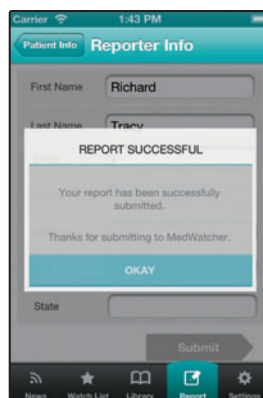 Carrier 1:43 PM
Patient Info Reporter Info
First Name Richard
Last Name Tracy
REPORT SUCCESSFUL
Your report has been successfully
submitted.
Thanks for submitting to MedWatcher.
OKAY
State
Submit
News Watch List Library Report Settings